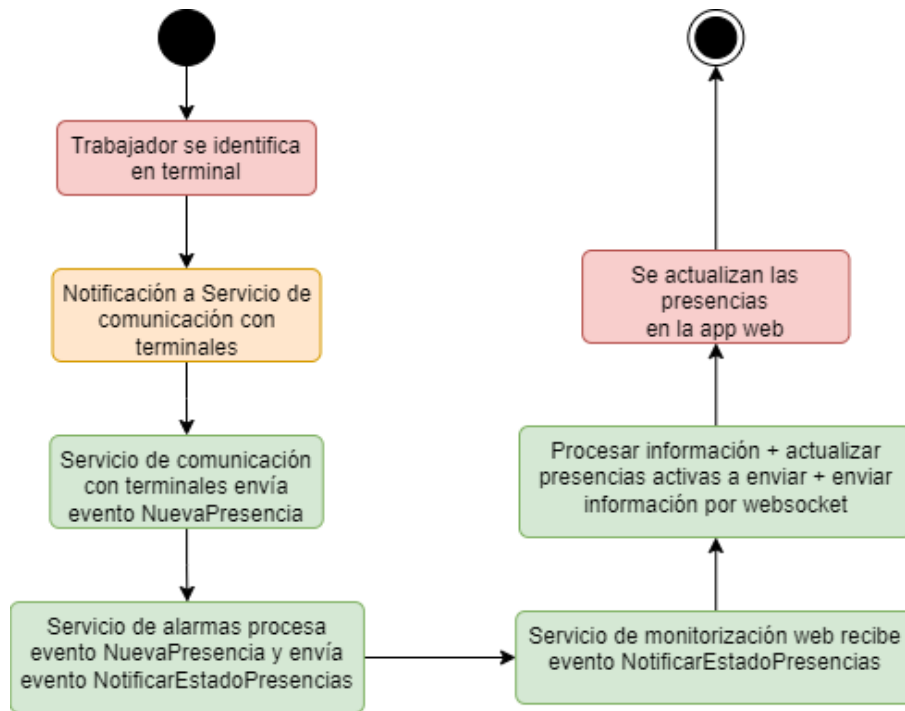 Trabajador se identifica
en terminal
Notificación a Servicio de
comunicación con
terminales
Servicio de comunicación
con terminales envía
evento NuevaPresencia
Servicio de alarmas procesa
evento NuevaPresencia y envía
evento NotificarEstadoPresencias
Servicio de monitorización web recibe
evento NotificarEstadoPresencias
Procesar información + actualizar
presencias activas a enviar + enviar
información por websocket
Se actualizan las
presencias
en la app web